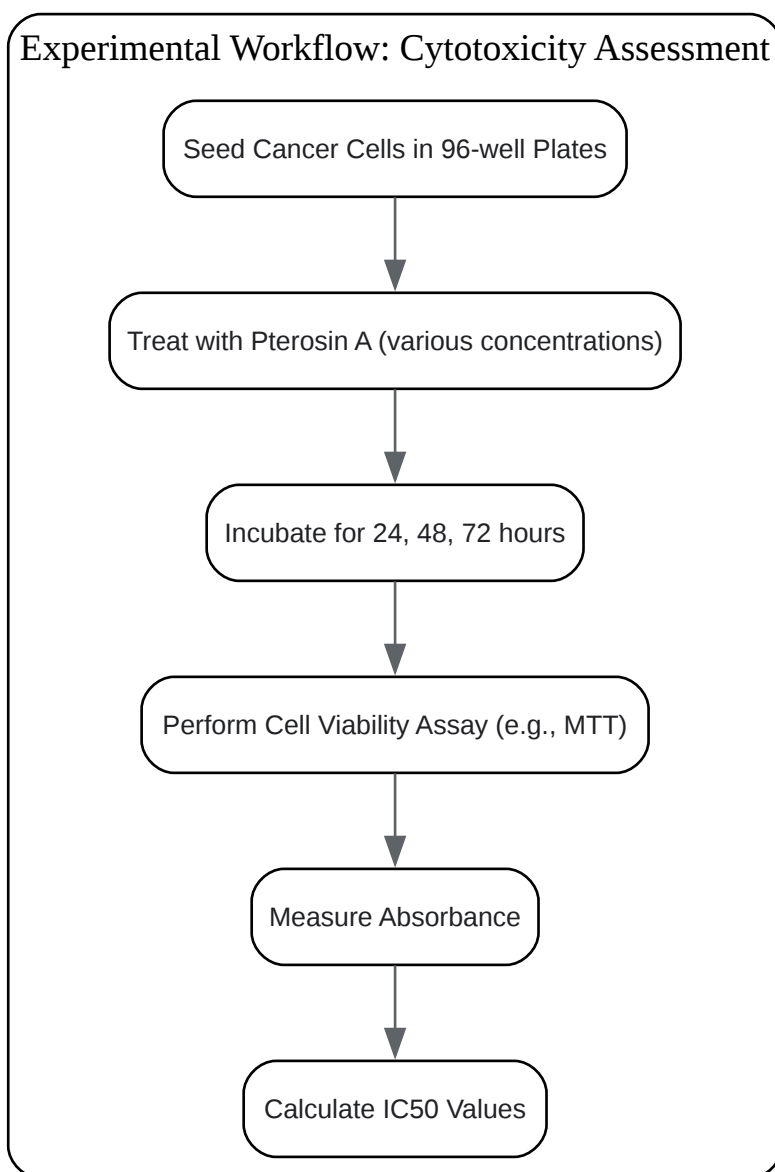 Experimental Workflow: Cytotoxicity Assessment
Seed Cancer Cells in 96-well Plates
Treat with Pterosin A (various concentrations)
Incubate for 24, 48, 72 hours
Perform Cell Viability Assay (e.g., MTT)
Measure Absorbance
Calculate IC50 Values